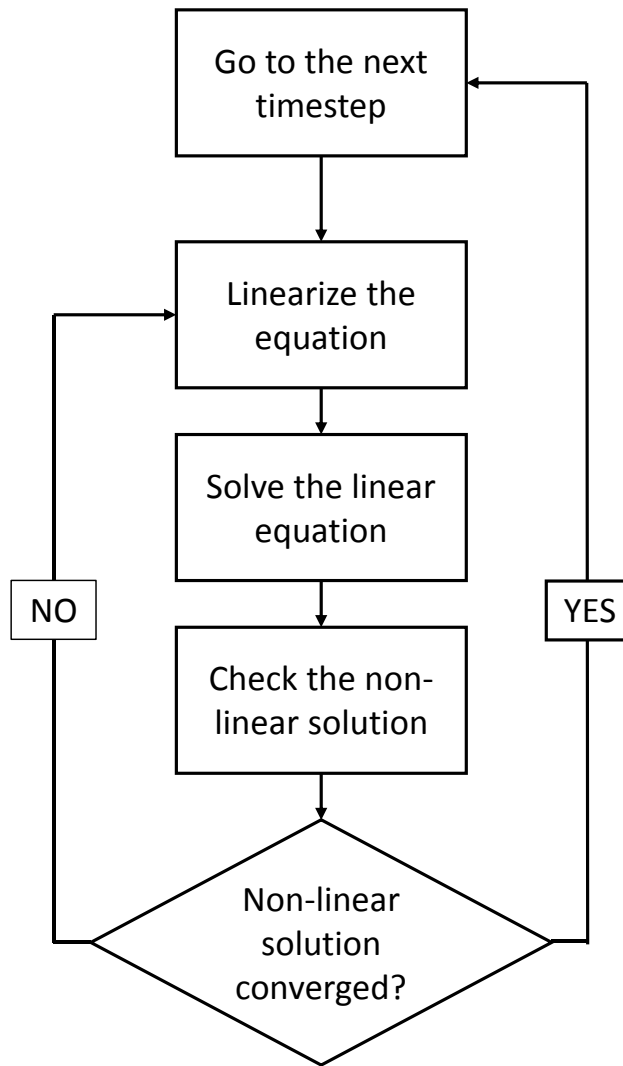 Go to the next
timestep
Linearize the
equation
Solve the linear
equation
NO
YES
Check the non-
linear solution
Non-linear
solution
converged?